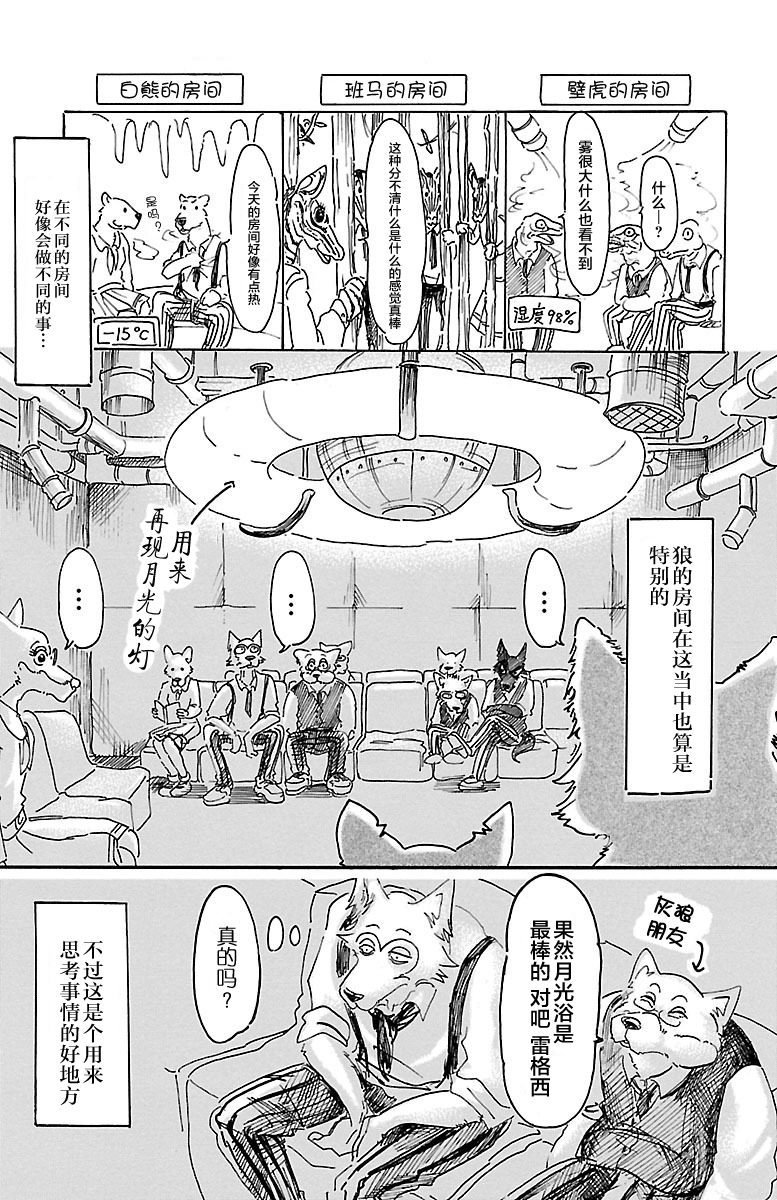 壁虎的房间
什么—?
雾很大什么也看不到
湿度98%
班马的房间
这种分不清什么是什么的感觉真棒
白熊的房间
今天的房间好像有点热
是吗?
-15℃
在不同的房间
好像会做不同的事…
狼的房间在这当中也算是
特别的
用来
再现月光的灯
…
…
…
灰狼
朋友
果然月光浴是
最棒的 对吧 雷格西
真的吗?
不过这是个用来
思考事情的好地方